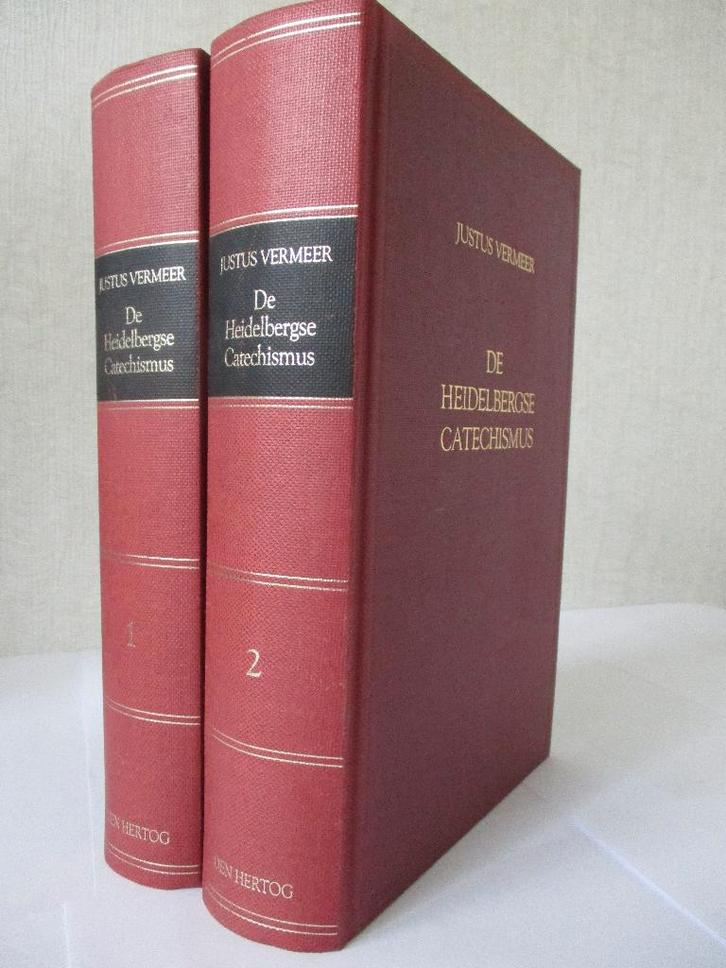 JUSTUS VERMEER
De
Heidelbergse
Catechismus
1
DEN HERTOG
JUSTUS VERMEER
De
Heidelbergse
Catechismus
2
DEN HERTOG
JUSTUS VERMEER
DE
HEIDELBERGSE
CATECHISMUS